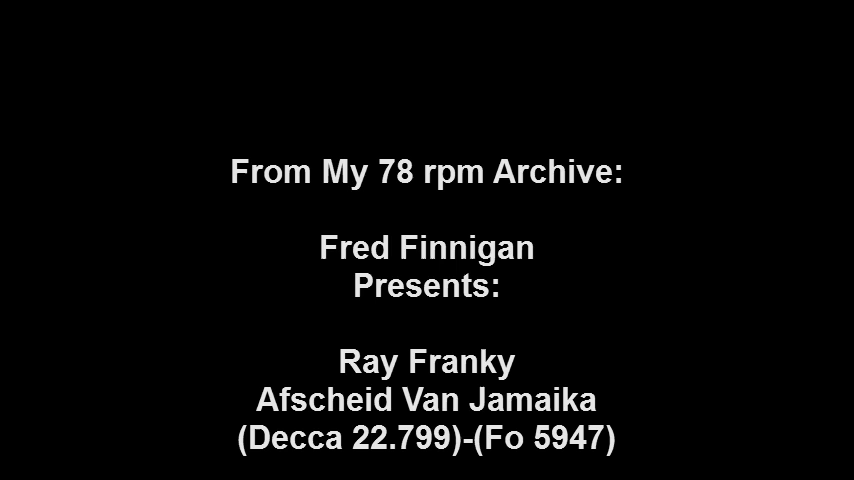 From My 78 rpm Archive:
Fred Finnigan
Presents:
Ray Franky
Afscheid Van Jamaika
(Decca 22.799)-(Fo 5947)